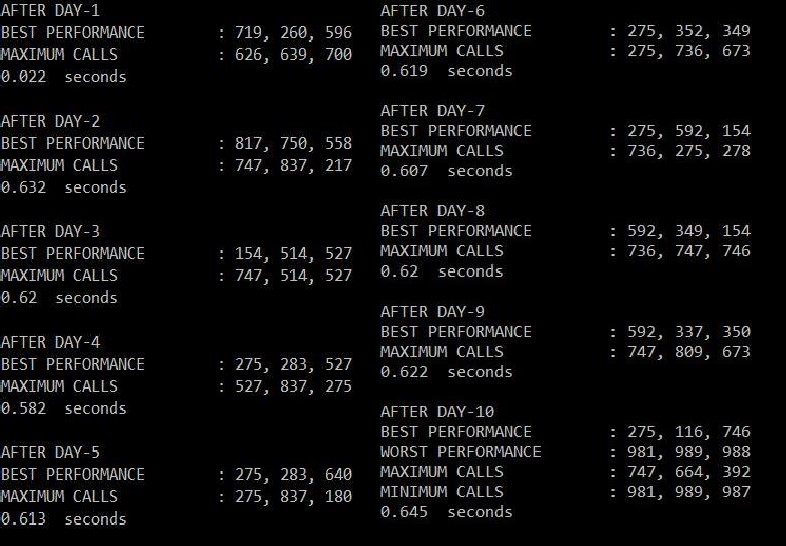 AFTER DAY-1
BEST PERFORMANCE : 719, 260, 596
MAXIMUM CALLS : 626, 639, 700
0.022 seconds
AFTER DAY-2
BEST PERFORMANCE : 817, 750, 558
MAXIMUM CALLS : 747, 837, 217
0.632 seconds
AFTER DAY-3
BEST PERFORMANCE : 154, 514, 527
MAXIMUM CALLS : 747, 514, 527
0.62 seconds
AFTER DAY-4
BEST PERFORMANCE : 275, 283, 527
MAXIMUM CALLS : 527, 837, 275
0.582 seconds
AFTER DAY-5
BEST PERFORMANCE : 275, 283, 640
MAXIMUM CALLS : 275, 837, 180
0.613 seconds
AFTER DAY-6
BEST PERFORMANCE : 275, 352, 349
MAXIMUM CALLS : 275, 736, 673
0.619 seconds
AFTER DAY-7
BEST PERFORMANCE : 275, 592, 154
MAXIMUM CALLS : 736, 275, 278
0.607 seconds
AFTER DAY-8
BEST PERFORMANCE : 592, 349, 154
MAXIMUM CALLS : 736, 747, 746
0.62 seconds
AFTER DAY-9
BEST PERFORMANCE : 592, 337, 350
MAXIMUM CALLS : 747, 809, 673
0.622 seconds
AFTER DAY-10
BEST PERFORMANCE : 275, 116, 746
WORST PERFORMANCE : 981, 989, 988
MAXIMUM CALLS : 747, 664, 392
MINIMUM CALLS : 981, 989, 987
0.645 seconds